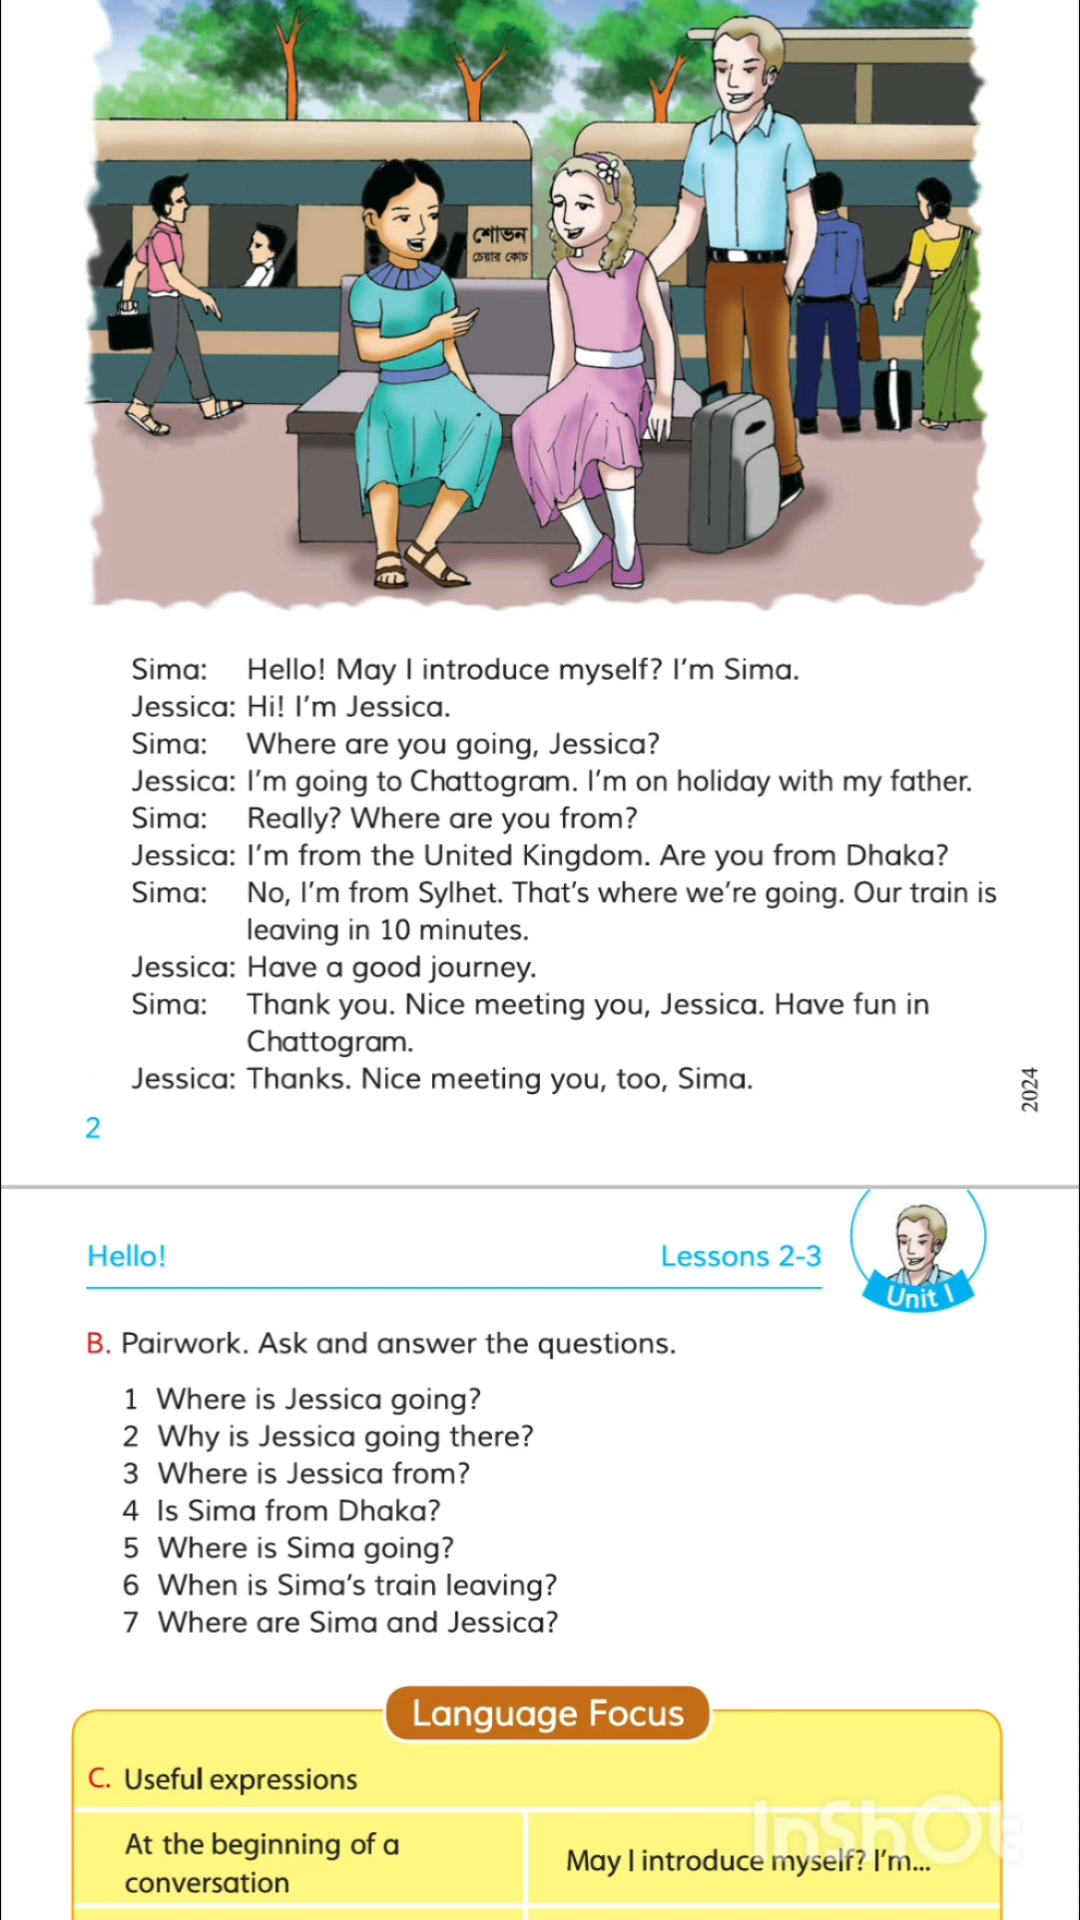 শোভন
চেয়ার কোচ
Sima: Hello! May I introduce myself? I'm Sima.
Jessica: Hi! I'm Jessica.
Sima: Where are you going, Jessica?
Jessica: I'm going to Chattogram. I'm on holiday with my father.
Sima: Really? Where are you from?
Jessica: I'm from the United Kingdom. Are you from Dhaka?
Sima: No, I'm from Sylhet. That's where we're going. Our train is
leaving in 10 minutes.
Jessica: Have a good journey.
Sima: Thank you. Nice meeting you, Jessica. Have fun in
Chattogram.
Jessica: Thanks. Nice meeting you, too, Sima.
2024
2
Hello! Lessons 2-3
Unit 1
B. Pairwork. Ask and answer the questions.
1 Where is Jessica going?
2 Why is Jessica going there?
3 Where is Jessica from?
4 Is Sima from Dhaka?
5 Where is Sima going?
6 When is Sima's train leaving?
7 Where are Sima and Jessica?
Language Focus
C. Useful expressions
At the beginning of a
conversation
May I introduce myself? I'm...
InShOt